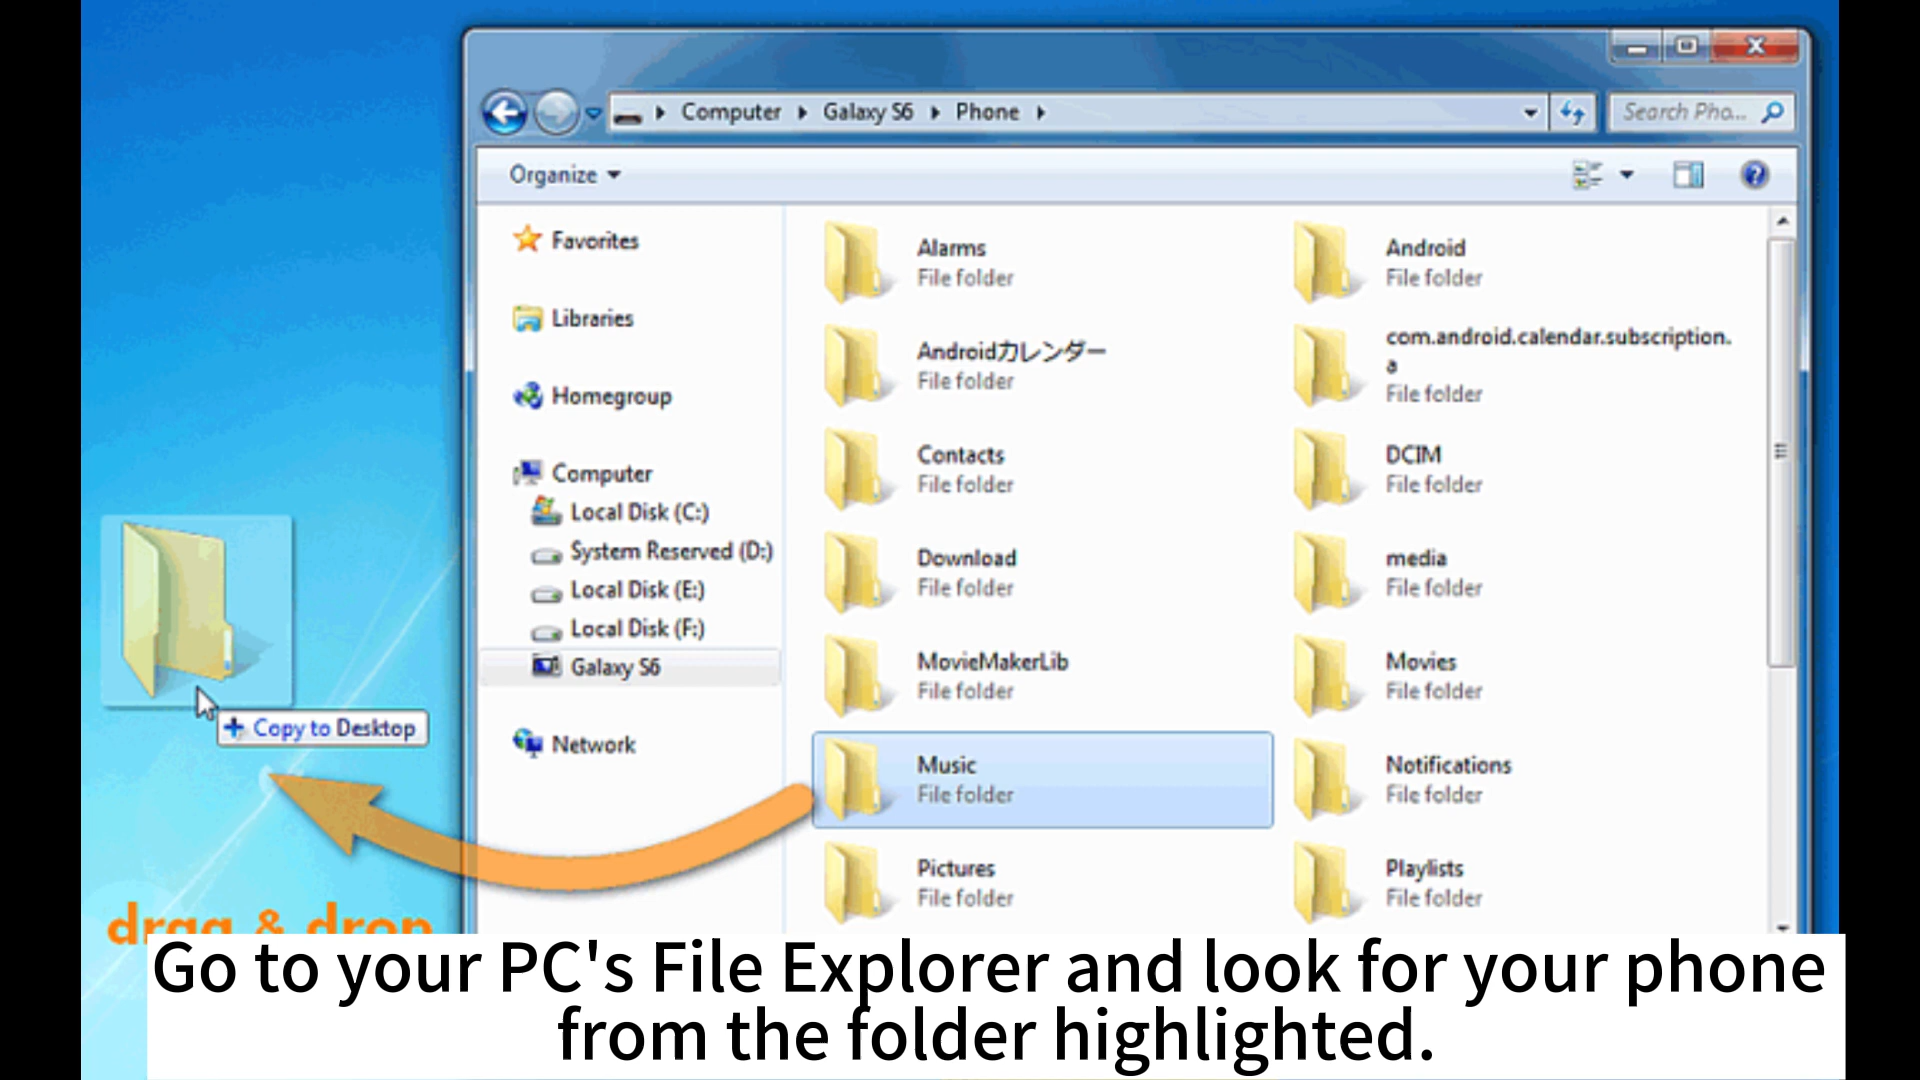 Computer Galaxy S6 Phone
Search Pho...
Organize
Favorites
Libraries
Homegroup
Computer
Local Disk (C:)
System Reserved (D:)
Local Disk (E:)
Local Disk (F:)
Galaxy S6
Network
Alarms
File folder
Android
File folder
Androidカレンダー
File folder
com.android.calendar.subscription.
a
File folder
Contacts
File folder
DCIM
File folder
Download
File folder
media
File folder
MovieMakerLib
File folder
Movies
File folder
Music
File folder
Notifications
File folder
Pictures
File folder
Playlists
File folder
+ Copy to Desktop
drag & drop
Go to your PC's File Explorer and look for your phone
from the folder highlighted.